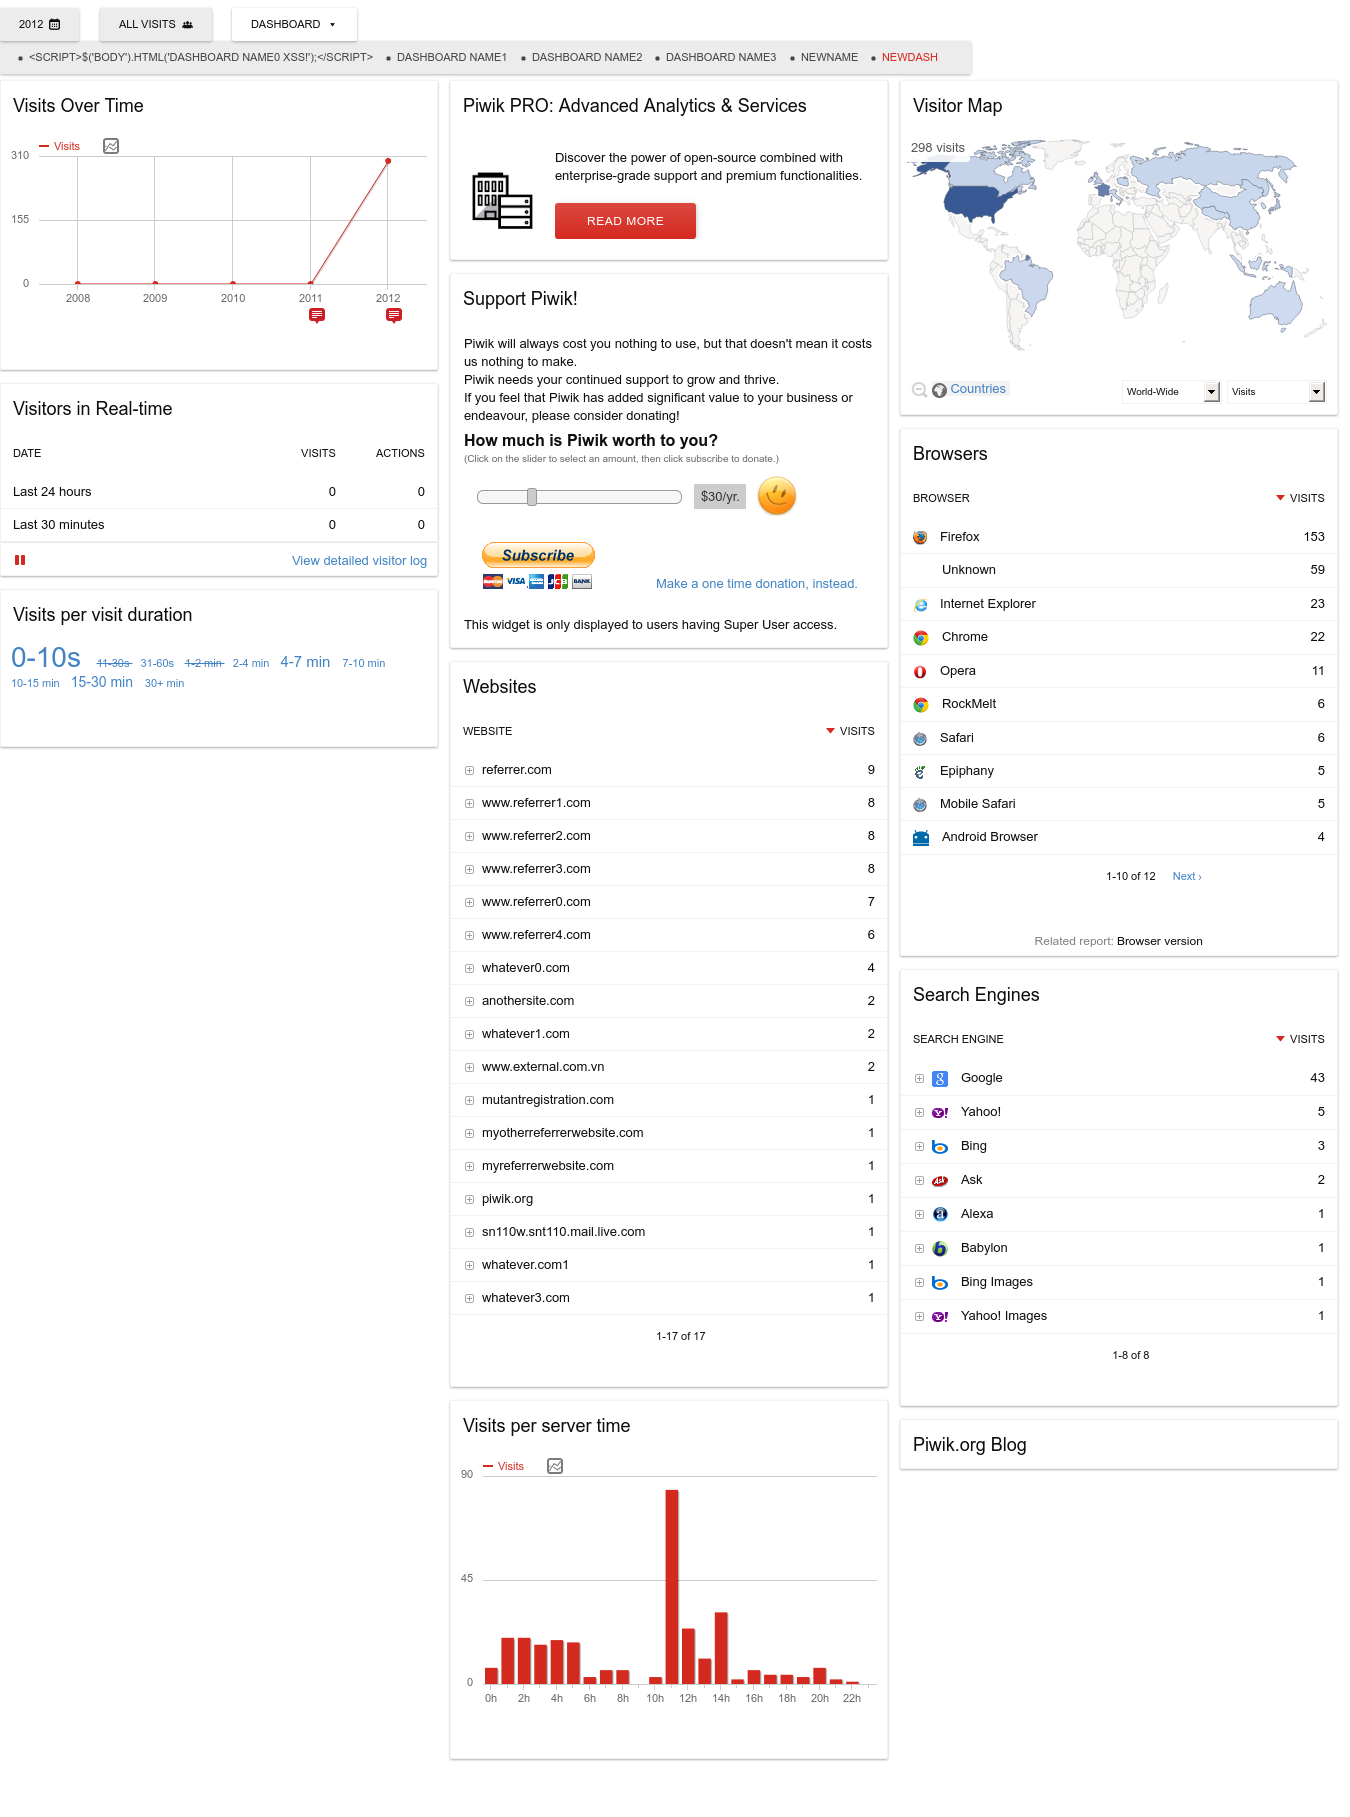 2012
ALL VISITS
DASHBOARD
<SCRIPT>$('BODY').HTML('DASHBOARD NAME0 XSS!');</SCRIPT>
DASHBOARD NAME1
DASHBOARD NAME2
DASHBOARD NAME3
NEWNAME
NEWDASH
Visits Over Time
Visits
310
155
0
2008 2009 2010 2011 2012
Visitors in Real-time
DATE VISITS ACTIONS
Last 24 hours 0 0
Last 30 minutes 0 0
View detailed visitor log
Visits per visit duration
0-10s 11-30s 31-60s 1-2 min 2-4 min 4-7 min 7-10 min
10-15 min 15-30 min 30+ min
Piwik PRO: Advanced Analytics & Services
Discover the power of open-source combined with
enterprise-grade support and premium functionalities.
READ MORE
Support Piwik!
Piwik will always cost you nothing to use, but that doesn't mean it costs
us nothing to make.
Piwik needs your continued support to grow and thrive.
If you feel that Piwik has added significant value to your business or
endeavour, please consider donating!
How much is Piwik worth to you?
(Click on the slider to select an amount, then click subscribe to donate.)
$30/yr.
Subscribe
VISA
JCB
BANK
Make a one time donation, instead.
This widget is only displayed to users having Super User access.
Websites
WEBSITE VISITS
referrer.com 9
www.referrer1.com 8
www.referrer2.com 8
www.referrer3.com 8
www.referrer0.com 7
www.referrer4.com 6
whatever0.com 4
anothersite.com 2
whatever1.com 2
www.external.com.vn 2
mutantregistration.com 1
myotherreferrerwebsite.com 1
myreferrerwebsite.com 1
piwik.org 1
sn110w.snt110.mail.live.com 1
whatever.com1 1
whatever3.com 1
1-17 of 17
Visits per server time
Visits
90
45
0
0h 2h 4h 6h 8h 10h 12h 14h 16h 18h 20h 22h
Visitor Map
298 visits
Countries
World-Wide
Visits
Browsers
BROWSER VISITS
Firefox 153
Unknown 59
Internet Explorer 23
Chrome 22
Opera 11
RockMelt 6
Safari 6
Epiphany 5
Mobile Safari 5
Android Browser 4
1-10 of 12 Next ›
Related report: Browser version
Search Engines
SEARCH ENGINE VISITS
Google 43
Yahoo! 5
Bing 3
Ask 2
Alexa 1
Babylon 1
Bing Images 1
Yahoo! Images 1
1-8 of 8
Piwik.org Blog